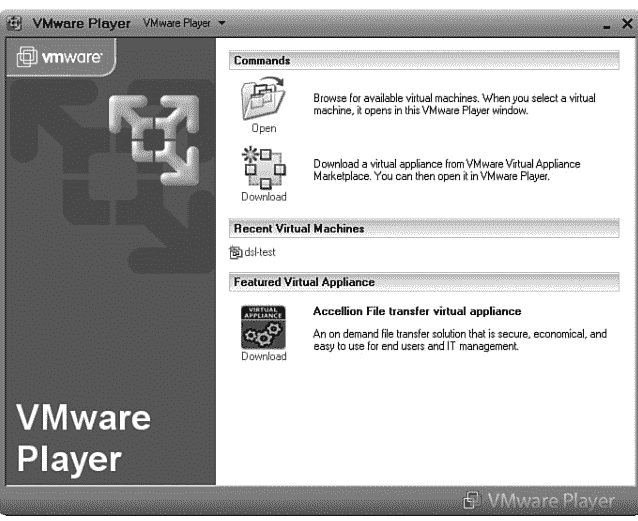 VMware Player VMware Player
vmware
Commands
Open
Browse for available virtual machines. When you select a virtual
machine, it opens in this VMware Player window.
Download
Download a virtual appliance from VMware Virtual Appliance
Marketplace. You can then open it in VMware Player.
Recent Virtual Machines
dsl-test
Featured Virtual Appliance
VIRTUAL
APPLIANCE
Download
Accellion File transfer virtual appliance
An on demand file transfer solution that is secure, economical, and
easy to use for end users and IT management.
VMware
Player
VMware Player